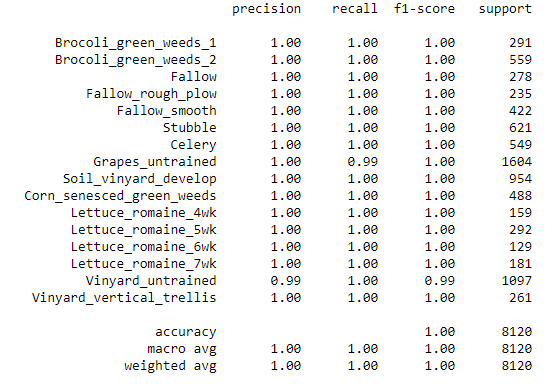 precision recall f1-score support
Brocoli_green_weeds_1 1.00 1.00 1.00 291
Brocoli_green_weeds_2 1.00 1.00 1.00 559
Fallow 1.00 1.00 1.00 278
Fallow_rough_plow 1.00 1.00 1.00 235
Fallow_smooth 1.00 1.00 1.00 422
Stubble 1.00 1.00 1.00 621
Celery 1.00 1.00 1.00 549
Grapes_untrained 1.00 0.99 1.00 1604
Soil_vinyard_develop 1.00 1.00 1.00 954
Corn_senesced_green_weeds 1.00 1.00 1.00 488
Lettuce_romaine_4wk 1.00 1.00 1.00 159
Lettuce_romaine_5wk 1.00 1.00 1.00 292
Lettuce_romaine_6wk 1.00 1.00 1.00 129
Lettuce_romaine_7wk 1.00 1.00 1.00 181
Vinyard_untrained 0.99 1.00 0.99 1097
Vinyard_vertical_trellis 1.00 1.00 1.00 261
accuracy 1.00 8120
macro avg 1.00 1.00 1.00 8120
weighted avg 1.00 1.00 1.00 8120